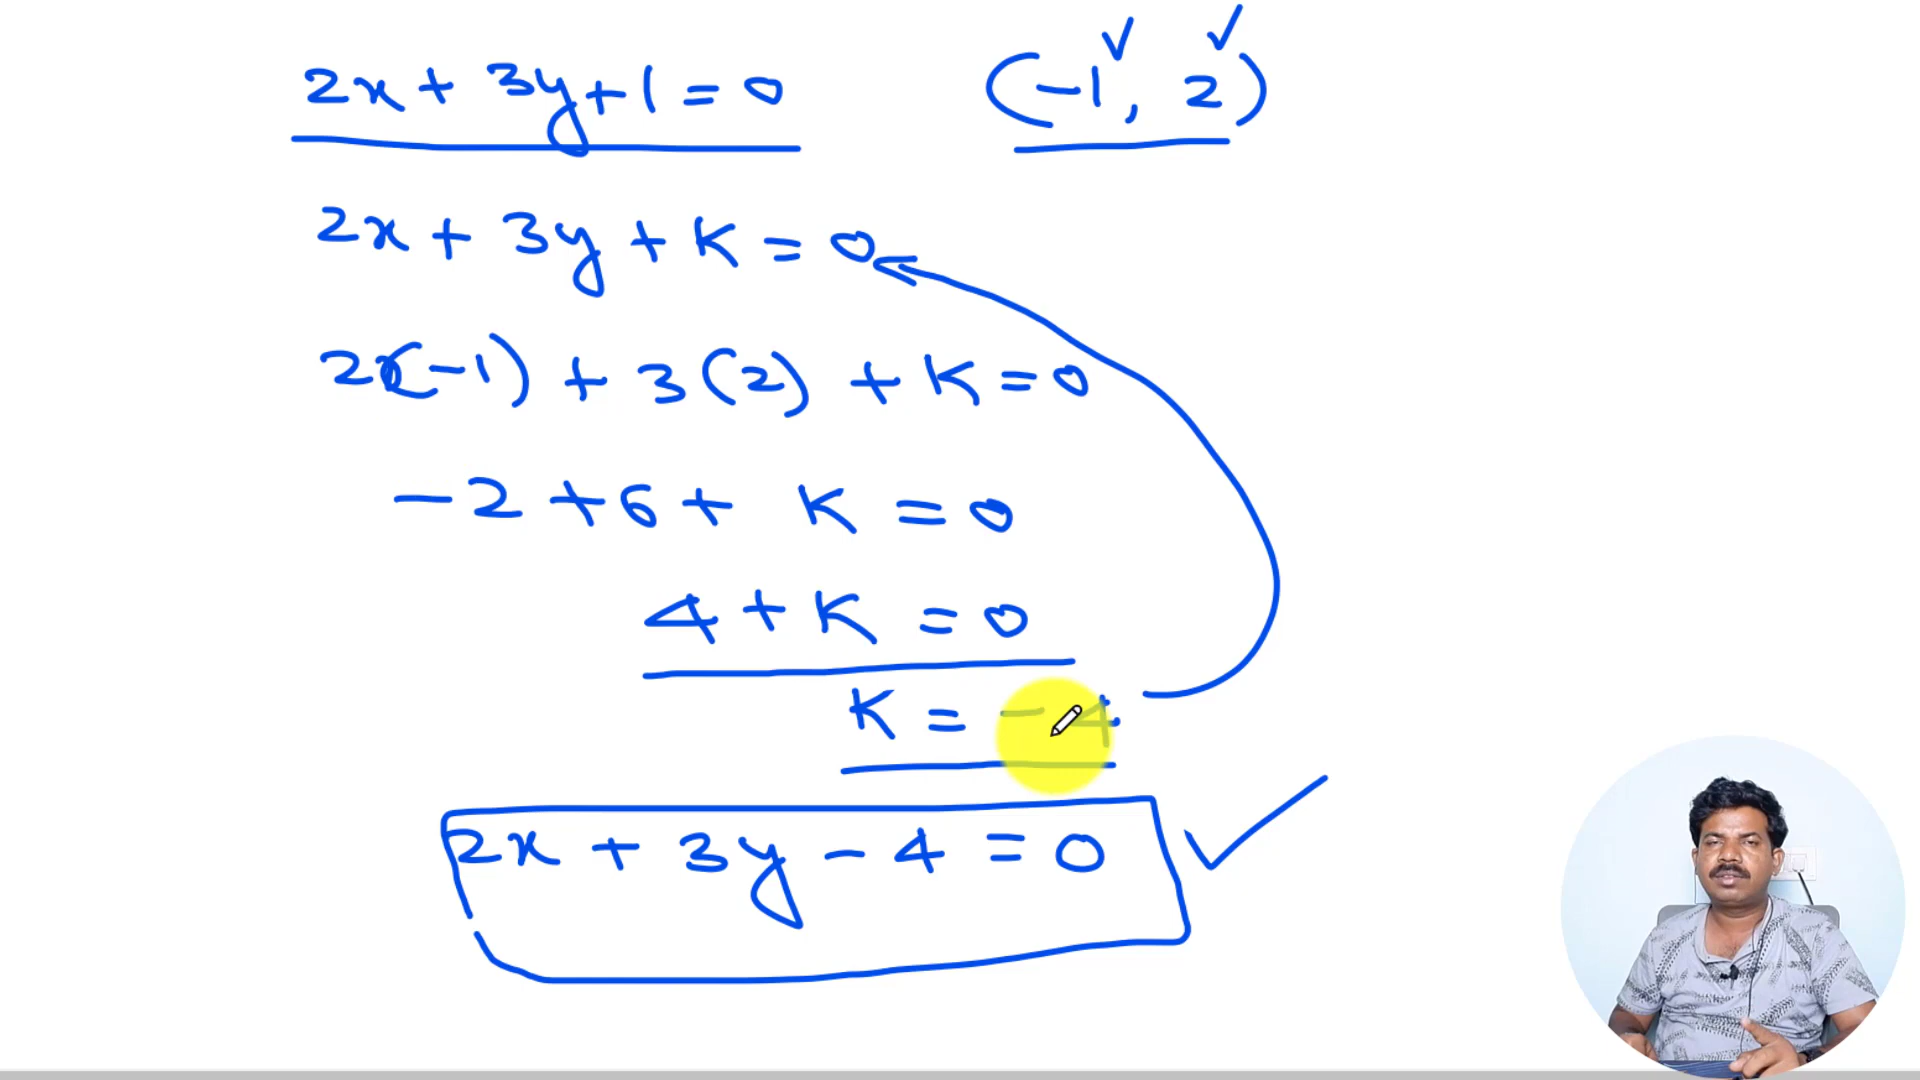 2x + 3y + 1 = 0 (-1, 2)
2x + 3y + K = 0
2(-1) + 3(2) + K = 0
-2 + 6 + K = 0
4 + K = 0
K = -4
2x + 3y - 4 = 0